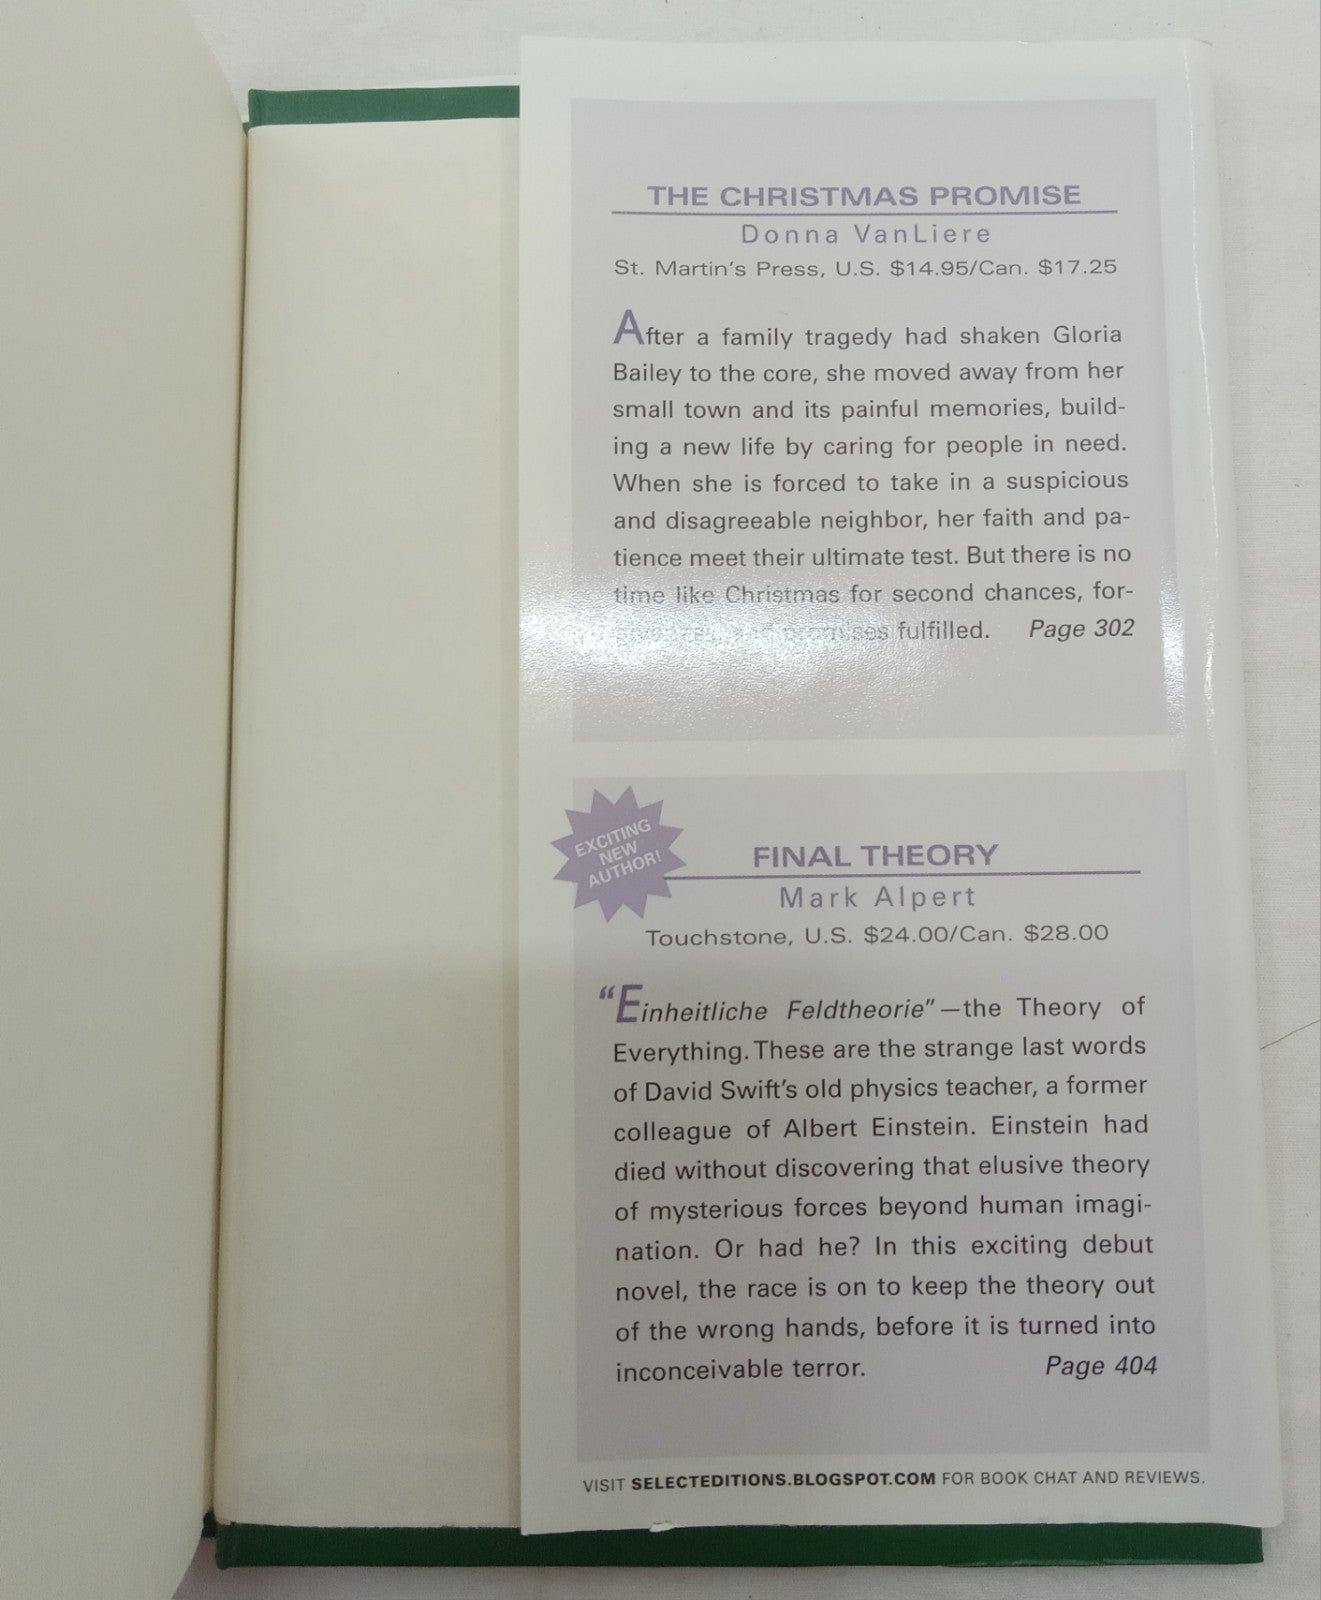 THE CHRISTMAS PROMISE
Donna VanLiere
St. Martin's Press, U.S. $14.95/Can. $17.25
After a family tragedy had shaken Gloria
Bailey to the core, she moved away from her
small town and its painful memories, build-
ing a new life by caring for people in need.
When she is forced to take in a suspicious
and disagreeable neighbor, her faith and pa-
tience meet their ultimate test. But there is no
time like Christmas for second chances, for-
giveness, and promises fulfilled. Page 302
EXCITING
NEW
AUTHOR!
FINAL THEORY
Mark Alpert
Touchstone, U.S. $24.00/Can. $28.00
"Einheitliche Feldtheorie"—the Theory of
Everything. These are the strange last words
of David Swift's old physics teacher, a former
colleague of Albert Einstein. Einstein had
died without discovering that elusive theory
of mysterious forces beyond human imagi-
nation. Or had he? In this exciting debut
novel, the race is on to keep the theory out
of the wrong hands, before it is turned into
inconceivable terror. Page 404
VISIT SELECTEDITIONS.BLOGSPOT.COM FOR BOOK CHAT AND REVIEWS.